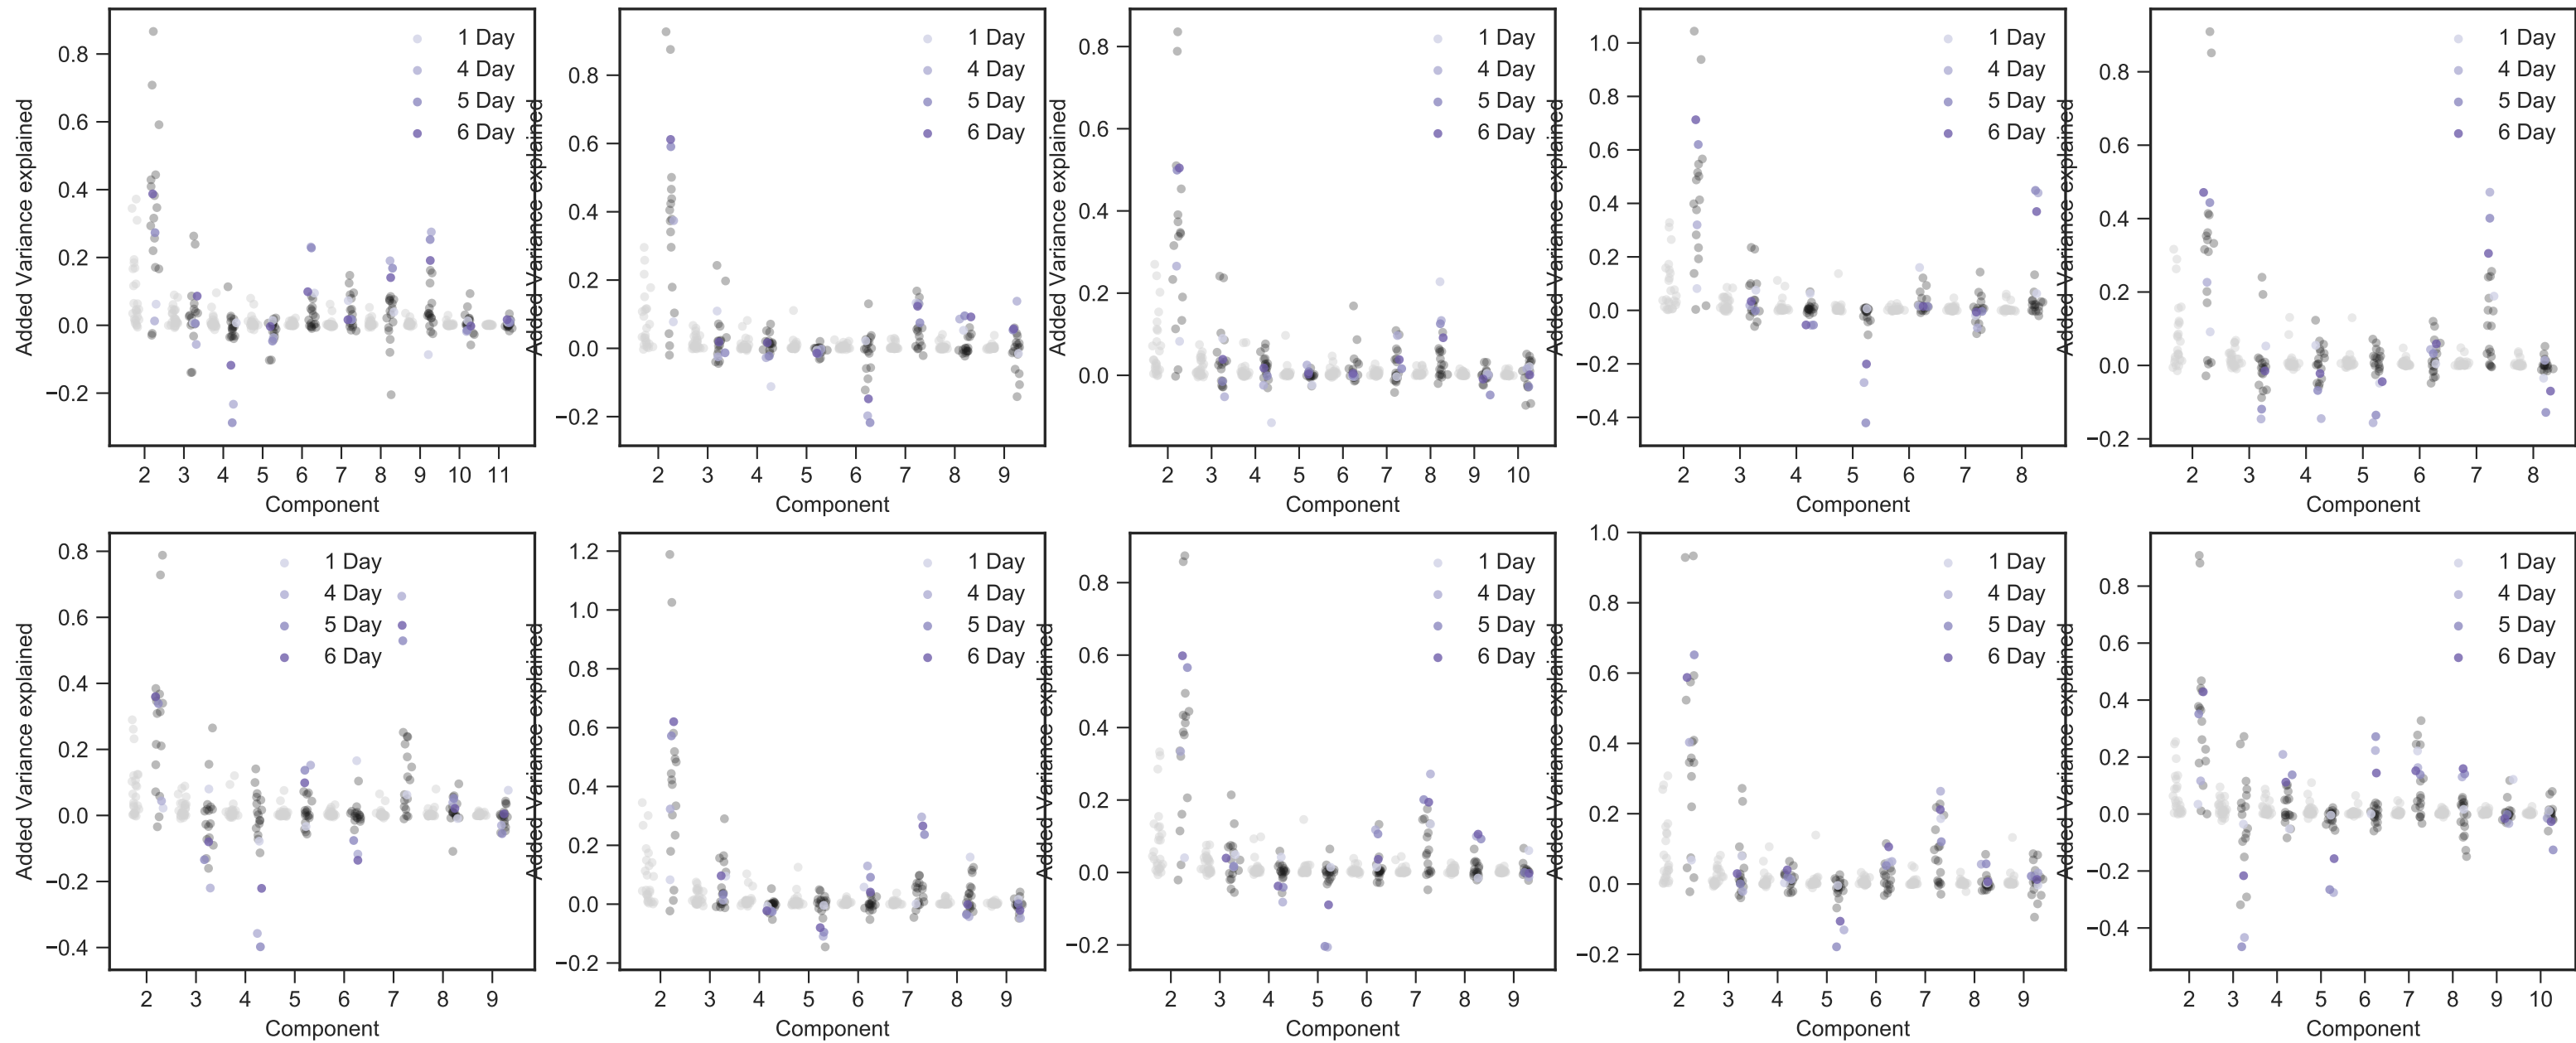 Added Variance explained
0.8
0.6
0.4
0.2
0.0
−0.2
1 Day
4 Day
5 Day
6 Day
2 3 4 5 6 7 8 9 10 11
Component
Added Variance explained
0.8
0.6
0.4
0.2
0.0
−0.2
1 Day
4 Day
5 Day
6 Day
2 3 4 5 6 7 8 9
Component
Added Variance explained
0.8
0.6
0.4
0.2
0.0
1 Day
4 Day
5 Day
6 Day
2 3 4 5 6 7 8 9 10
Component
Added Variance explained
1.0
0.8
0.6
0.4
0.2
0.0
−0.2
−0.4
1 Day
4 Day
5 Day
6 Day
2 3 4 5 6 7 8
Component
Added Variance explained
0.8
0.6
0.4
0.2
0.0
−0.2
1 Day
4 Day
5 Day
6 Day
2 3 4 5 6 7 8
Component
Added Variance explained
0.8
0.6
0.4
0.2
0.0
−0.2
−0.4
1 Day
4 Day
5 Day
6 Day
2 3 4 5 6 7 8 9
Component
Added Variance explained
1.2
1.0
0.8
0.6
0.4
0.2
0.0
−0.2
1 Day
4 Day
5 Day
6 Day
2 3 4 5 6 7 8 9
Component
Added Variance explained
0.8
0.6
0.4
0.2
0.0
−0.2
1 Day
4 Day
5 Day
6 Day
2 3 4 5 6 7 8 9
Component
Added Variance explained
1.0
0.8
0.6
0.4
0.2
0.0
−0.2
1 Day
4 Day
5 Day
6 Day
2 3 4 5 6 7 8 9
Component
Added Variance explained
0.8
0.6
0.4
0.2
0.0
−0.2
−0.4
1 Day
4 Day
5 Day
6 Day
2 3 4 5 6 7 8 9 10
Component